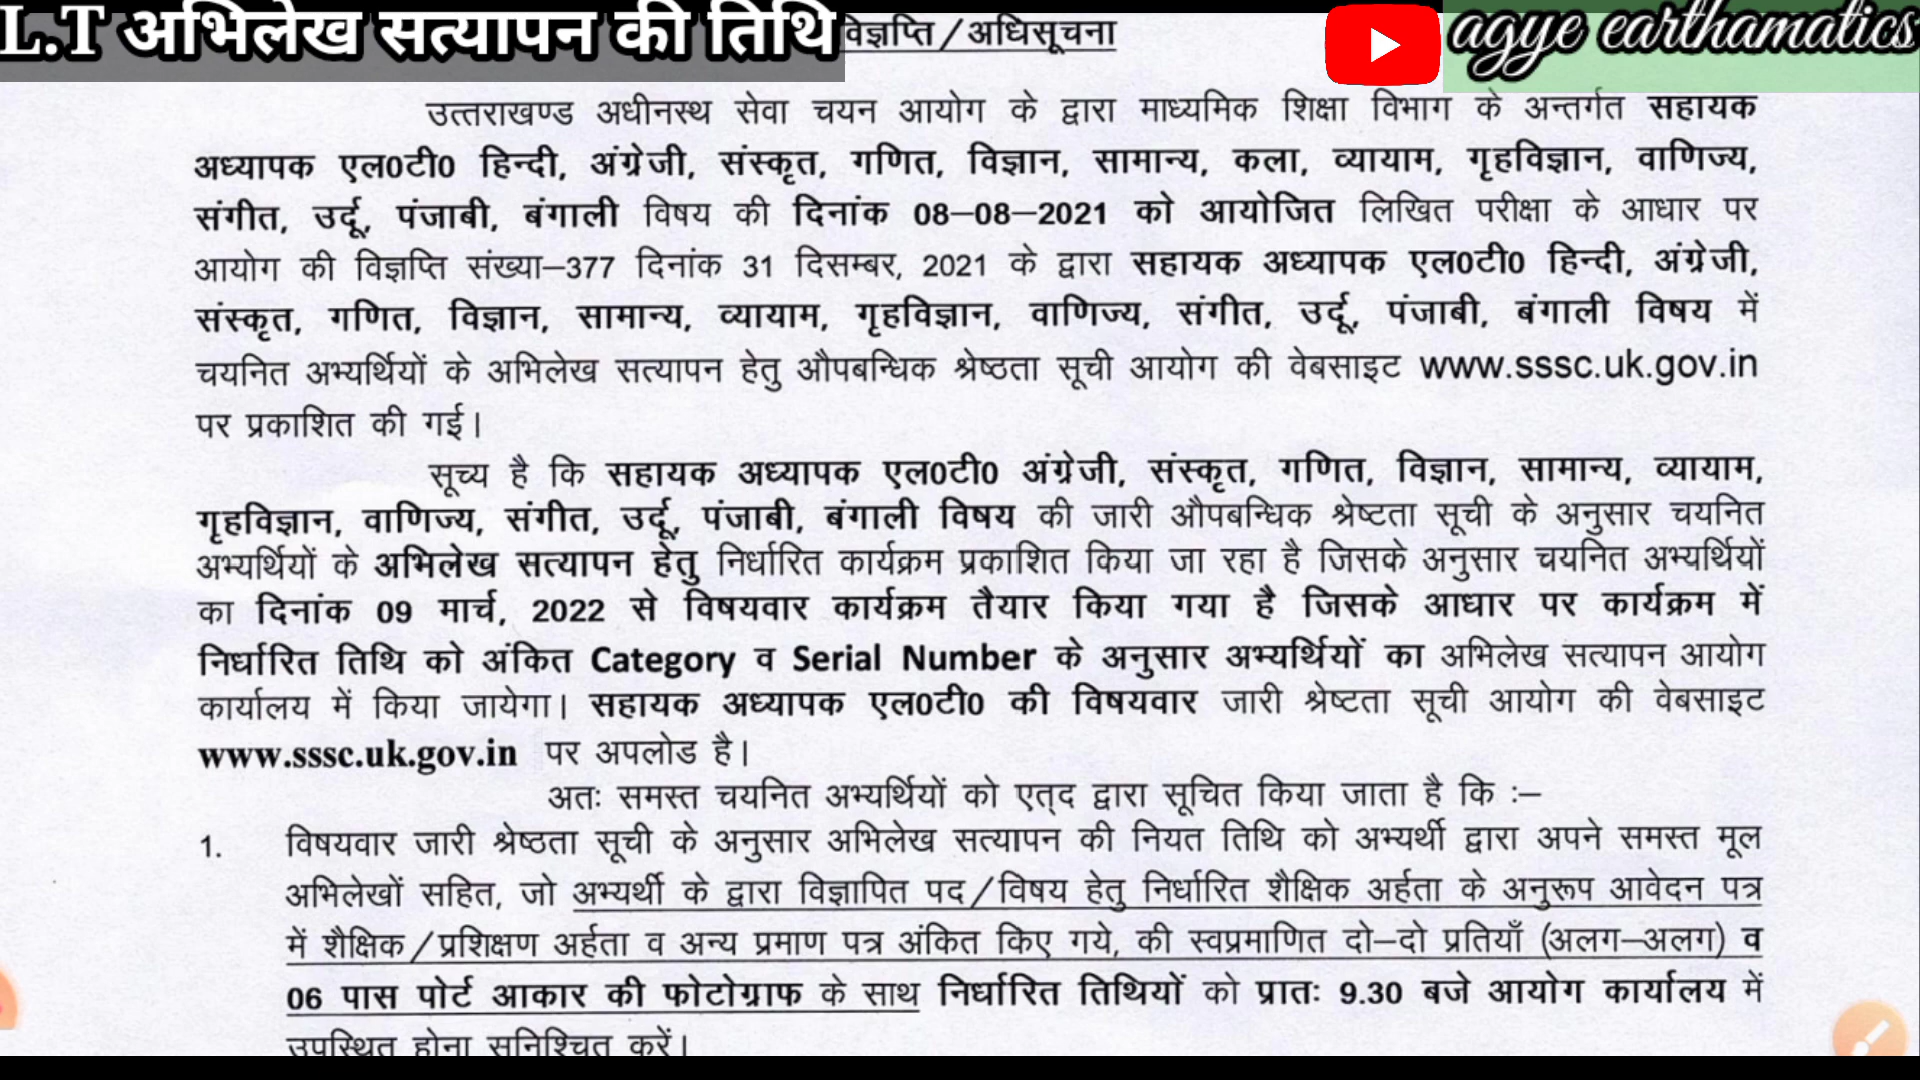 L.T अभिलेख सत्यापन की तिथि
विज्ञप्ति/अधिसूचना
agye earthamatics
उत्तराखण्ड अधीनस्थ सेवा चयन आयोग के द्वारा माध्यमिक शिक्षा विभाग के अन्तर्गत सहायक
अध्यापक एल0टी0 हिन्दी, अंग्रेजी, संस्कृत, गणित, विज्ञान, सामान्य, कला, व्यायाम, गृहविज्ञान, वाणिज्य,
संगीत, उर्दू, पंजाबी, बंगाली विषय की दिनांक 08–08–2021 को आयोजित लिखित परीक्षा के आधार पर
आयोग की विज्ञप्ति संख्या–377 दिनांक 31 दिसम्बर, 2021 के द्वारा सहायक अध्यापक एल0टी0 हिन्दी, अंग्रेजी,
संस्कृत, गणित, विज्ञान, सामान्य, व्यायाम, गृहविज्ञान, वाणिज्य, संगीत, उर्दू, पंजाबी, बंगाली विषय में
चयनित अभ्यर्थियों के अभिलेख सत्यापन हेतु औपबन्धिक श्रेष्ठता सूची आयोग की वेबसाइट www.sssc.uk.gov.in
पर प्रकाशित की गई।
सूच्य है कि सहायक अध्यापक एल0टी0 अंग्रेजी, संस्कृत, गणित, विज्ञान, सामान्य, व्यायाम,
गृहविज्ञान, वाणिज्य, संगीत, उर्दू, पंजाबी, बंगाली विषय की जारी औपबन्धिक श्रेष्टता सूची के अनुसार चयनित
अभ्यर्थियों के अभिलेख सत्यापन हेतु निर्धारित कार्यक्रम प्रकाशित किया जा रहा है जिसके अनुसार चयनित अभ्यर्थियों
का दिनांक 09 मार्च, 2022 से विषयवार कार्यक्रम तैयार किया गया है जिसके आधार पर कार्यक्रम में
निर्धारित तिथि को अंकित Category व Serial Number के अनुसार अभ्यर्थियों का अभिलेख सत्यापन आयोग
कार्यालय में किया जायेगा। सहायक अध्यापक एल0टी0 की विषयवार जारी श्रेष्टता सूची आयोग की वेबसाइट
www.sssc.uk.gov.in पर अपलोड है।
अतः समस्त चयनित अभ्यर्थियों को एत्द द्वारा सूचित किया जाता है कि :–
1. विषयवार जारी श्रेष्ठता सूची के अनुसार अभिलेख सत्यापन की नियत तिथि को अभ्यर्थी द्वारा अपने समस्त मूल
अभिलेखों सहित, जो अभ्यर्थी के द्वारा विज्ञापित पद/विषय हेतु निर्धारित शैक्षिक अर्हता के अनुरूप आवेदन पत्र
में शैक्षिक/प्रशिक्षण अर्हता व अन्य प्रमाण पत्र अंकित किए गये, की स्वप्रमाणित दो–दो प्रतियाँ (अलग–अलग) व
06 पास पोर्ट आकार की फोटोग्राफ के साथ निर्धारित तिथियों को प्रातः 9.30 बजे आयोग कार्यालय में
उपस्थित होना सुनिश्चित करें।